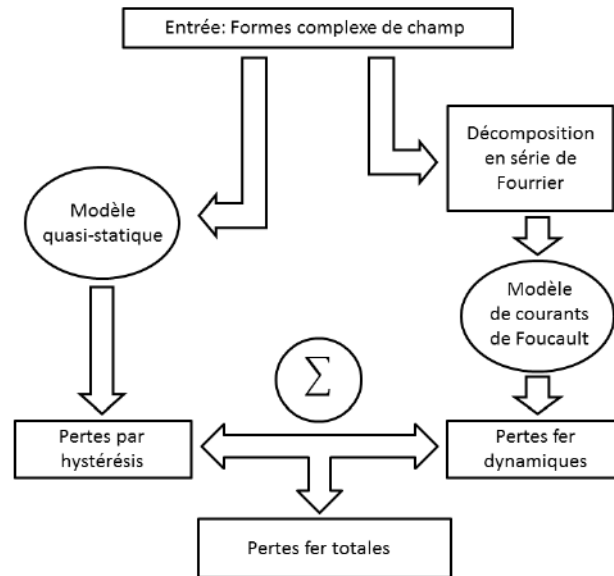 Entrée: Formes complexe de champ
Décomposition
en série de
Fourrier
Modèle
quasi-statique
Modèle
de courants
de Foucault
∑
Pertes par
hystérésis
Pertes fer
dynamiques
Pertes fer totales